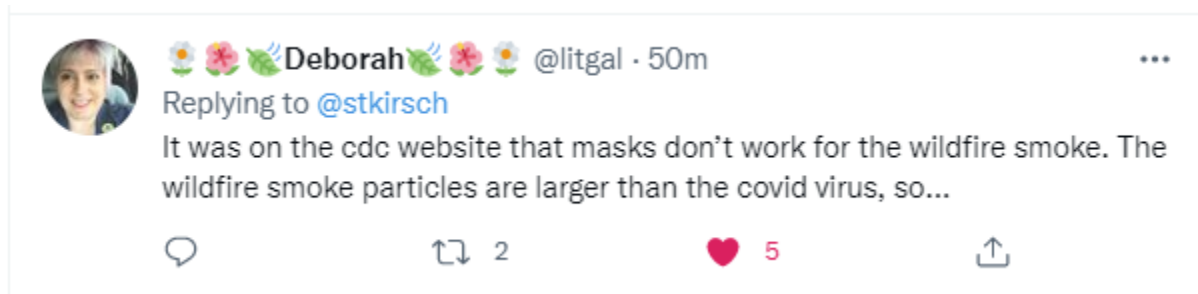 🌼🌺🍃Deborah🍃🌺🌼 @litgal · 50m
Replying to @stkirsch
It was on the cdc website that masks don’t work for the wildfire smoke. The
wildfire smoke particles are larger than the covid virus, so...
2 5